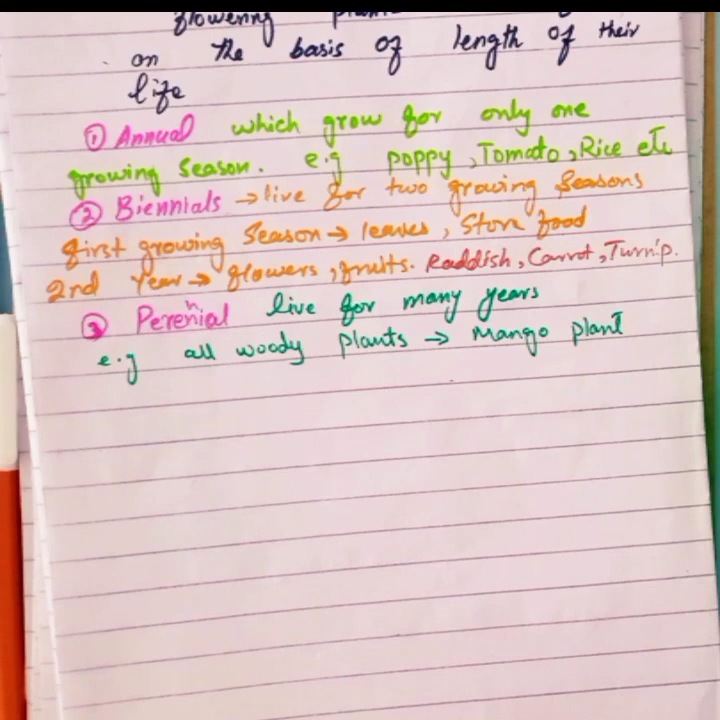 flowering plant
on the basis of length of their
life
① Annual which grow for only one
growing season. e.g poppy, Tomato, Rice etc
② Biennials → live for two growing Seasons
first growing Season → leaves, Store food
2nd Year → flowers, fruits. Raddish, Carrot, Turnip.
③ Perennial live for many years
e.g all woody plants → Mango plant